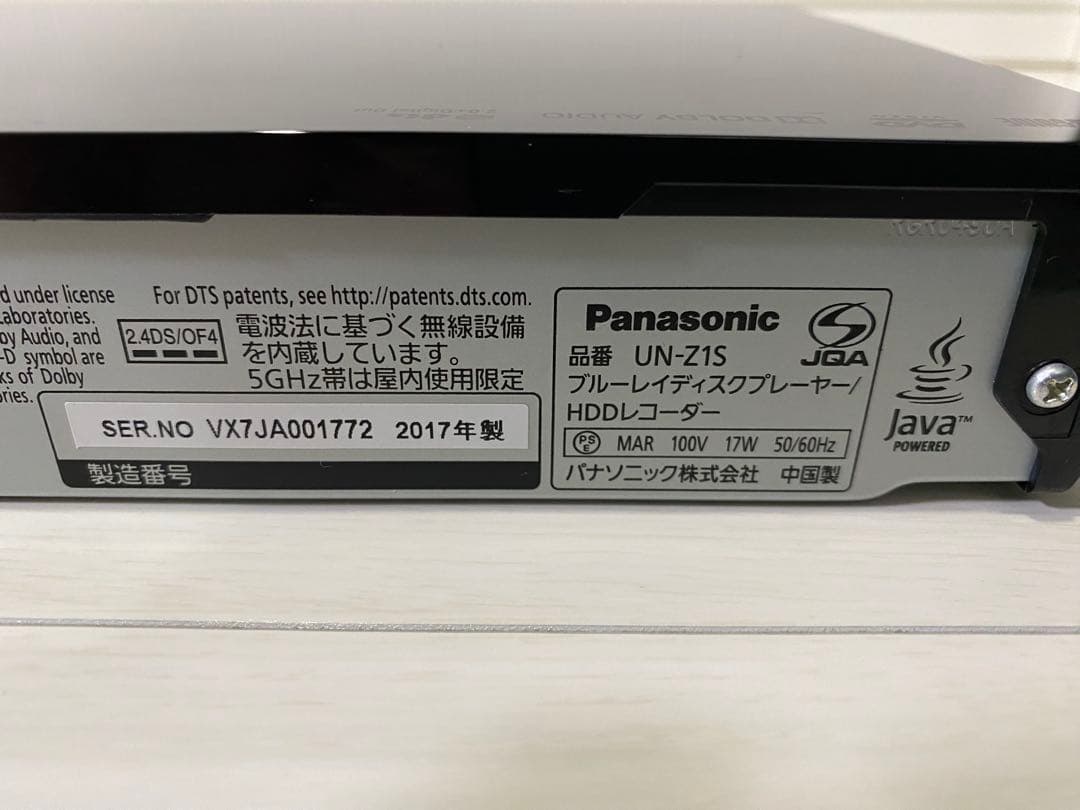 DOLBY AUDIO
d under license
Laboratories.
by Audio, and
-D symbol are
ks of Dolby
ries.
For DTS patents, see http://patents.dts.com.
2.4DS/OF4
電波法に基づく無線設備
を内蔵しています。
5GHz帯は屋内使用限定
SER.NO VX7JA001772 2017年製
製造番号
Panasonic
JQA
品番 UN-Z1S
ブルーレイディスクプレーヤー/
HDDレコーダー
PSE MAR 100V 17W 50/60Hz
パナソニック株式会社 中国製
Java™
POWERED